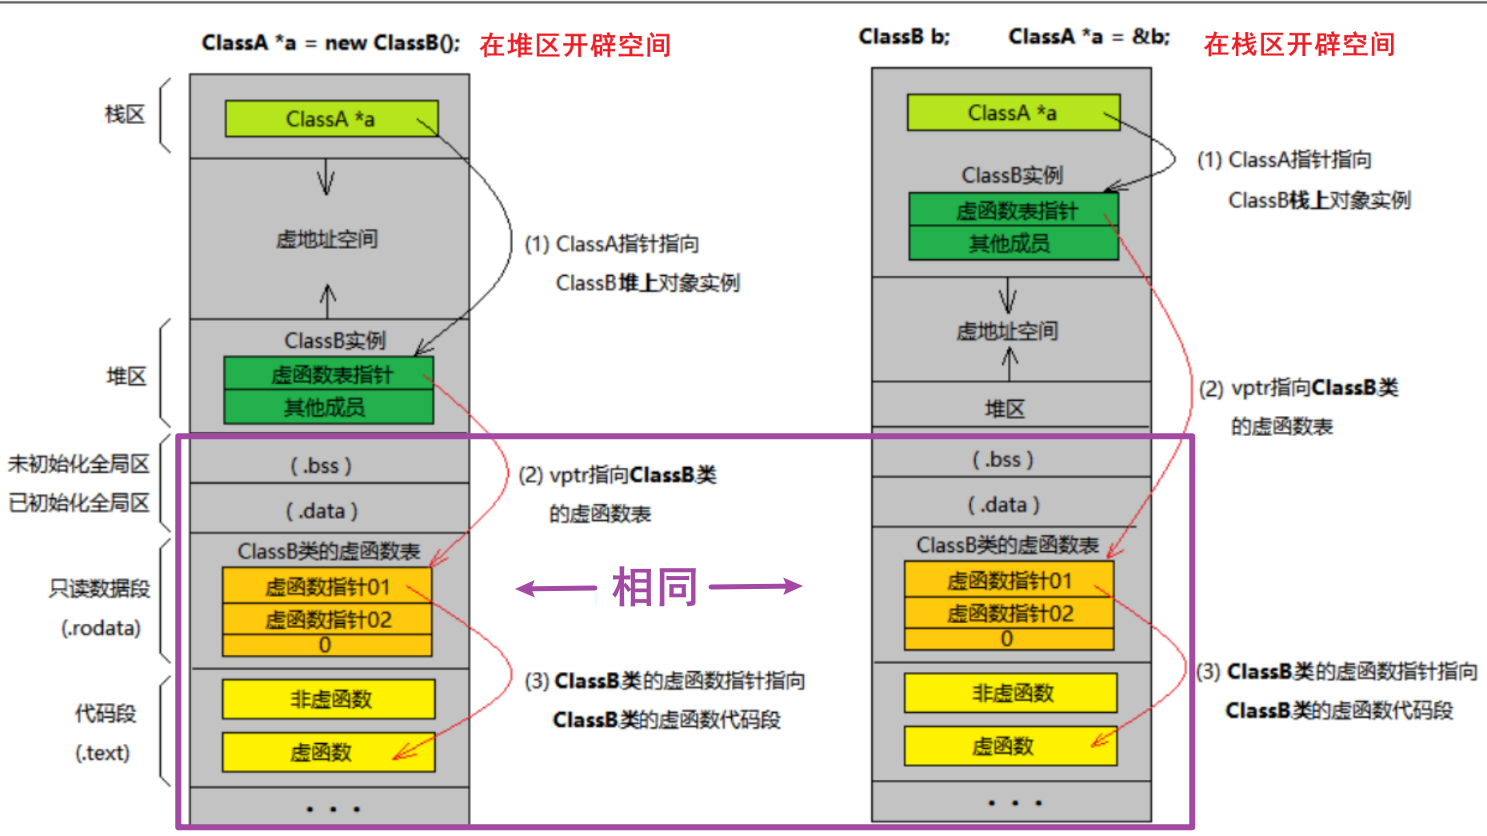 ClassA *a = new ClassB(); 在堆区开辟空间
栈区
ClassA *a
虚地址空间
(1) ClassA指针指向
ClassB堆上对象实例
堆区
ClassB实例
虚函数表指针
其他成员
未初始化全局区
(.bss)
已初始化全局区
(.data)
(2) vptr指向ClassB类
的虚函数表
只读数据段
(.rodata)
ClassB类的虚函数表
虚函数指针01
虚函数指针02
0
代码段
(.text)
非虚函数
虚函数
(3) ClassB类的虚函数指针指向
ClassB类的虚函数代码段
· · ·
相同
ClassB b; ClassA *a = &b; 在栈区开辟空间
ClassA *a
(1) ClassA指针指向
ClassB栈上对象实例
ClassB实例
虚函数表指针
其他成员
虚地址空间
堆区
(2) vptr指向ClassB类
的虚函数表
(.bss)
(.data)
ClassB类的虚函数表
虚函数指针01
虚函数指针02
0
(3) ClassB类的虚函数指针指向
ClassB类的虚函数代码段
非虚函数
虚函数
· · ·